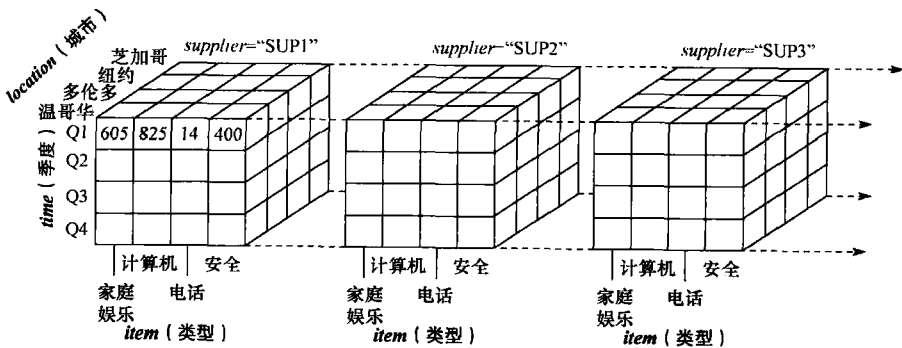 supplier=“SUP1” supplier=“SUP2” supplier=“SUP3”
location（城市）
芝加哥
纽约
多伦多
温哥华
time（季度）
Q1 605 825 14 400
Q2
Q3
Q4
计算机 安全 计算机 安全 计算机 安全
家庭 电话 家庭 电话 家庭 电话
娱乐 娱乐 娱乐
item（类型） item（类型） item（类型）